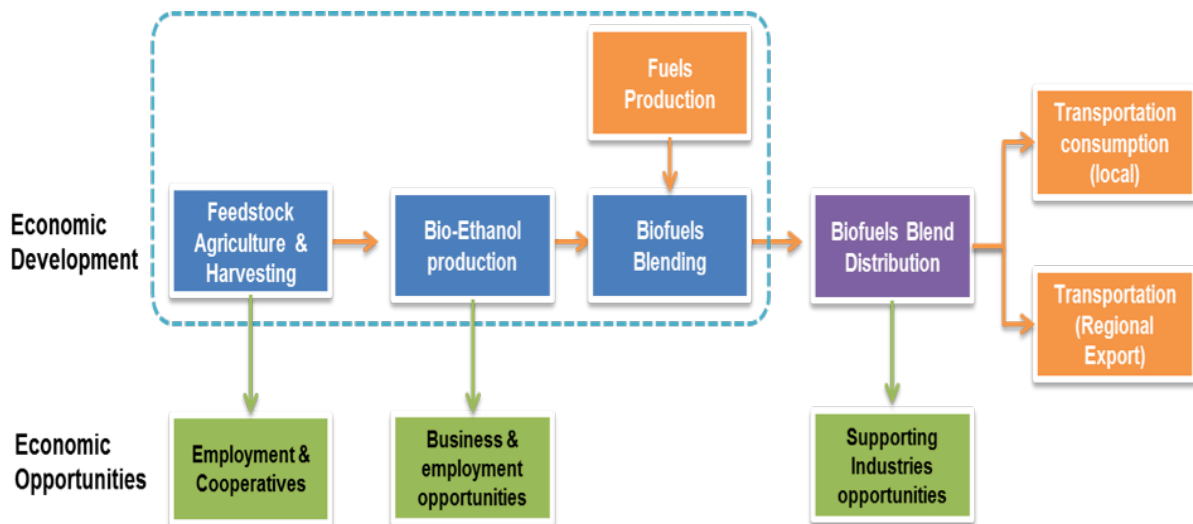 Fuels
Production
Transportation
consumption
(local)
Economic
Development
Feedstock
Agriculture &
Harvesting
Bio-Ethanol
production
Biofuels
Blending
Biofuels Blend
Distribution
Transportation
(Regional
Export)
Economic
Opportunities
Employment &
Cooperatives
Business &
employment
opportunities
Supporting
Industries
opportunities